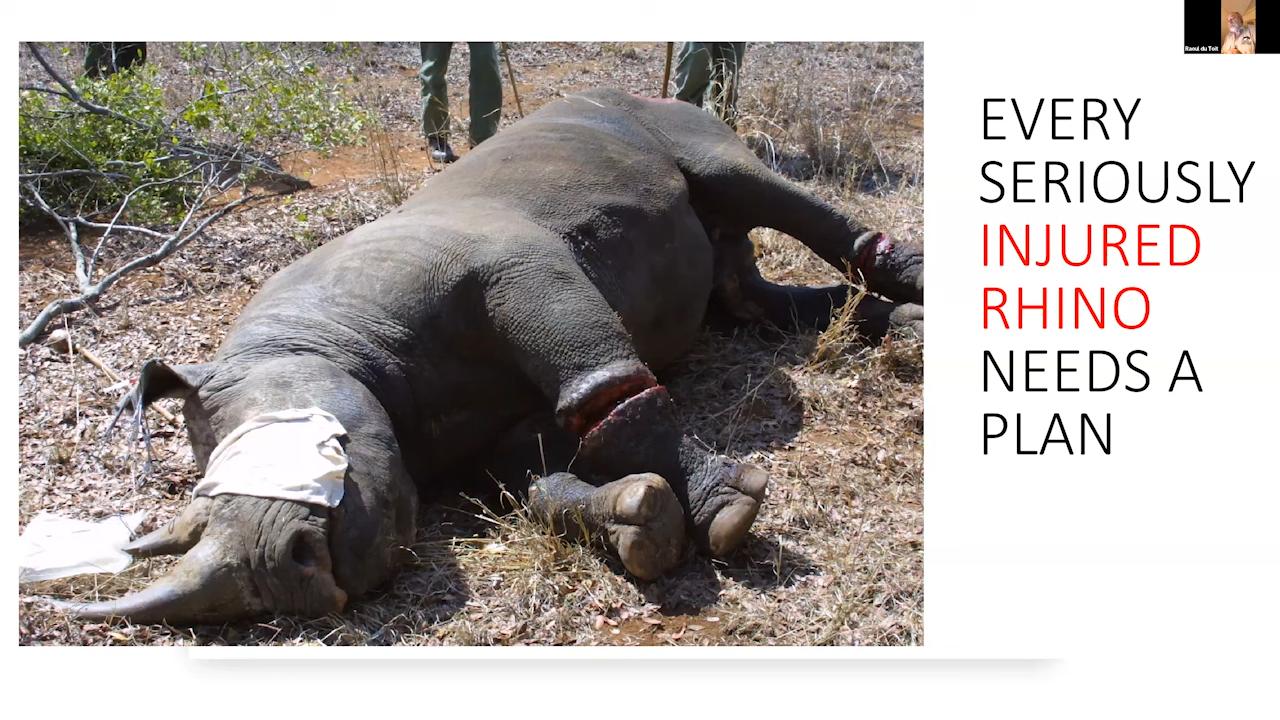 EVERY
SERIOUSLY
INJURED
RHINO
NEEDS A
PLAN
Raoul du Toit